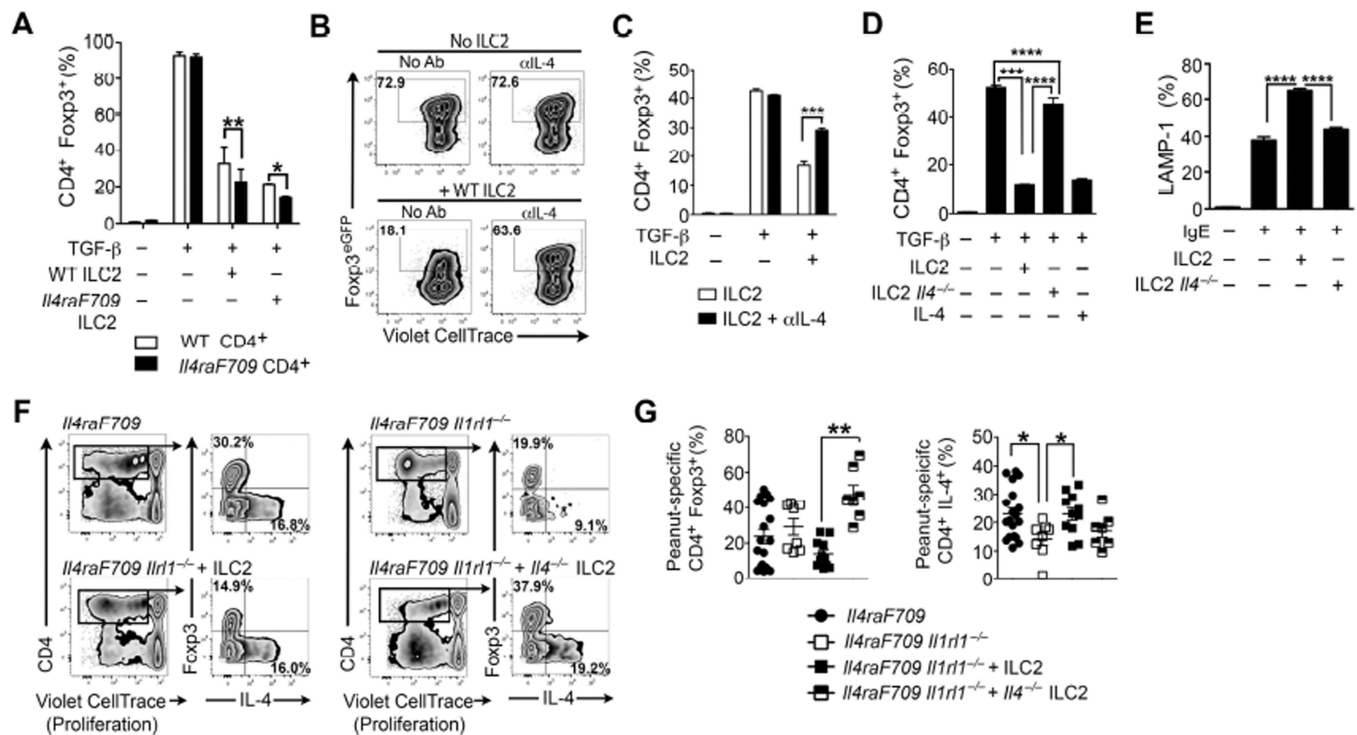 A
CD4+ Foxp3+ (%)
100
80
60
40
20
0
**
*
TGF-β – + + +
WT ILC2 – – + –
Il4raF709 ILC2 – – – +
WT CD4+
Il4raF709 CD4+
B
No ILC2
No Ab αIL-4
72.9 72.6
+ WT ILC2
No Ab αIL-4
18.1 63.6
Foxp3eGFP
Violet CellTrace
C
CD4+ Foxp3+ (%)
50
40
30
20
10
0
***
TGF-β – + +
ILC2 – – +
ILC2
ILC2 + αIL-4
D
CD4+ Foxp3+ (%)
60
40
20
0
****
*** ****
TGF-β – + + + +
ILC2 – – + – –
ILC2 Il4–/– – – – + –
IL-4 – – – – +
E
LAMP-1 (%)
80
60
40
20
0
**** ****
IgE – + + +
ILC2 – – + –
ILC2 Il4–/– – – – +
F
Il4raF709
30.2%
16.8%
Il4raF709 Il1rl1–/–
19.9%
9.1%
Il4raF709 Ilrl1–/– + ILC2
14.9%
16.0%
Il4raF709 Il1rl1–/– + Il4–/– ILC2
37.9%
19.2%
CD4
Foxp3
CD4
Foxp3
Violet CellTrace
(Proliferation)
IL-4
Violet CellTrace
(Proliferation)
IL-4
G
Peanut-specific
CD4+ Foxp3+ (%)
80
60
40
20
0
**
Peanut-speicifc
CD4+ IL-4+ (%)
50
40
30
20
10
0
* *
Il4raF709
Il4raF709 Il1rl1–/–
Il4raF709 Il1rl1–/– + ILC2
Il4raF709 Il1rl1–/– + Il4–/– ILC2